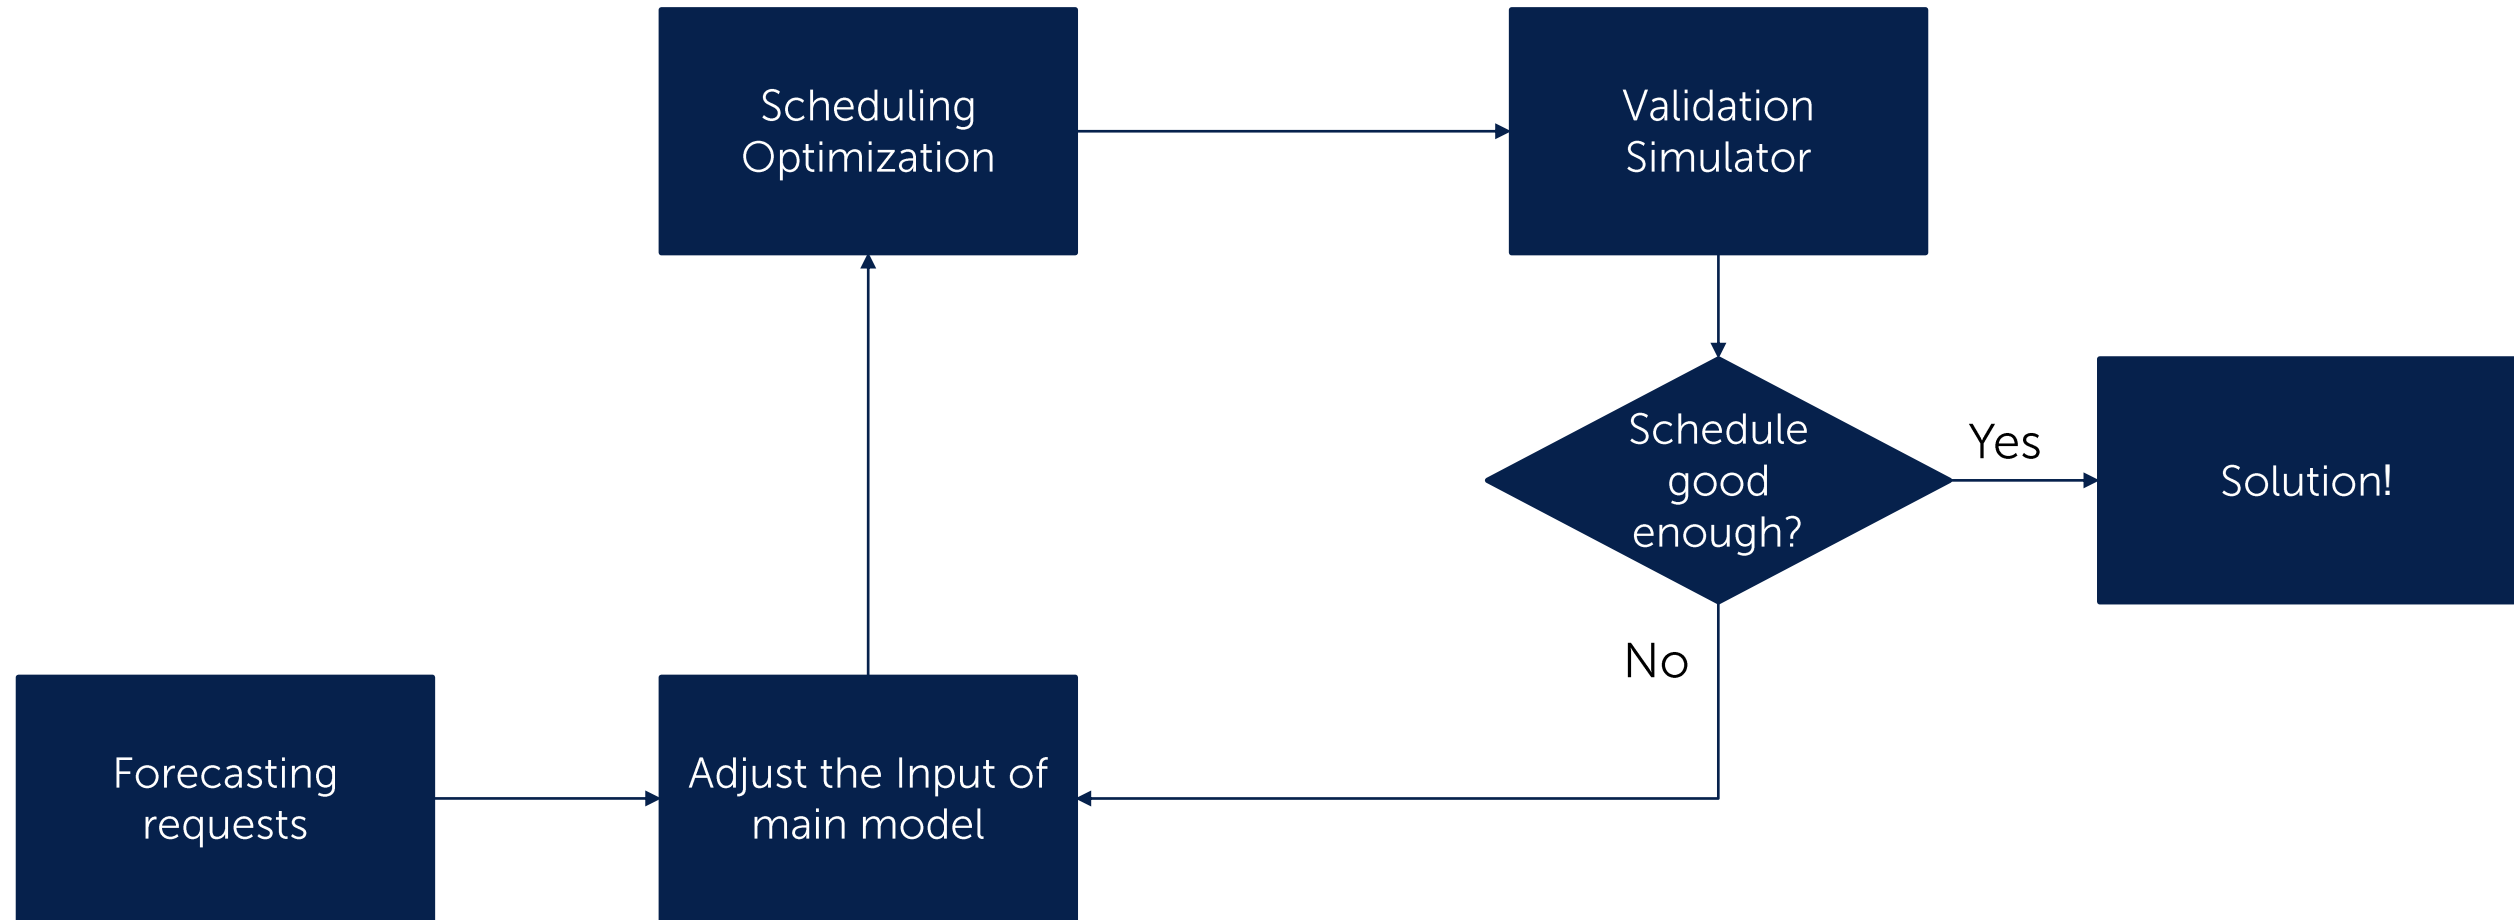 Scheduling
Optimization
Validation
Simulator
Schedule
good
enough?
Yes
Solution!
No
Forecasting
requests
Adjust the Input of
main model